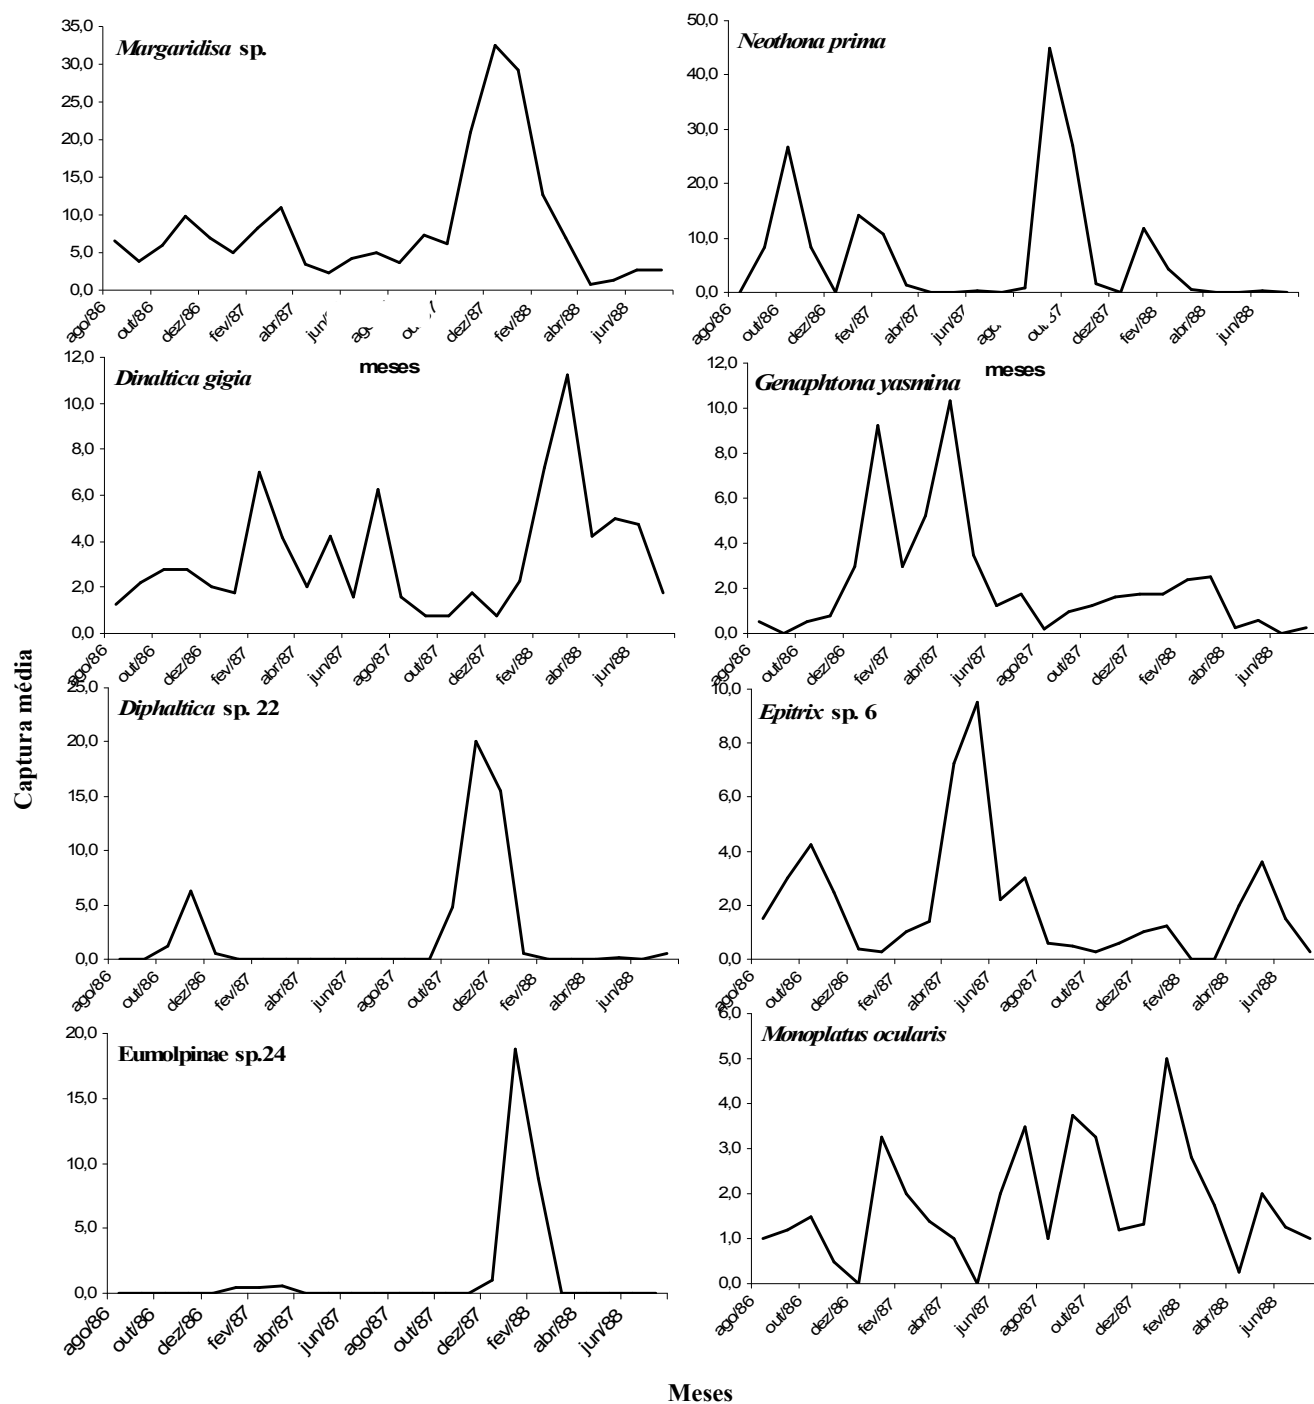 Captura média
Margaridisa sp.
35,0
30,0
25,0
20,0
15,0
10,0
5,0
0,0
ago/86 out/86 dez/86 fev/87 abr/87 dez/87 fev/88 abr/88 jun/88
meses
Neothona prima
50,0
40,0
30,0
20,0
10,0
0,0
ago/86 out/86 dez/86 fev/87 abr/87 jun/87 dez/87 fev/88 abr/88 jun/88
meses
Dinaltica gigia
12,0
10,0
8,0
6,0
4,0
2,0
0,0
ago/86 out/86 dez/86 fev/87 abr/87 jun/87 ago/87 out/87 dez/87 fev/88 abr/88 jun/88
Genaphtona yasmina
12,0
10,0
8,0
6,0
4,0
2,0
0,0
ago/86 out/86 dez/86 fev/87 abr/87 jun/87 ago/87 out/87 dez/87 fev/88 abr/88 jun/88
Diphaltica sp. 22
25,0
20,0
15,0
10,0
5,0
0,0
ago/86 out/86 dez/86 fev/87 abr/87 jun/87 ago/87 out/87 dez/87 fev/88 abr/88 jun/88
Epitrix sp. 6
10,0
8,0
6,0
4,0
2,0
0,0
ago/86 out/86 dez/86 fev/87 abr/87 jun/87 ago/87 out/87 dez/87 fev/88 abr/88 jun/88
Eumolpinae sp.24
20,0
15,0
10,0
5,0
0,0
ago/86 out/86 dez/86 fev/87 abr/87 jun/87 ago/87 out/87 dez/87 fev/88 abr/88 jun/88
Monoplatus ocularis
6,0
5,0
4,0
3,0
2,0
1,0
0,0
ago/86 out/86 dez/86 fev/87 abr/87 jun/87 ago/87 out/87 dez/87 fev/88 abr/88 jun/88
Meses